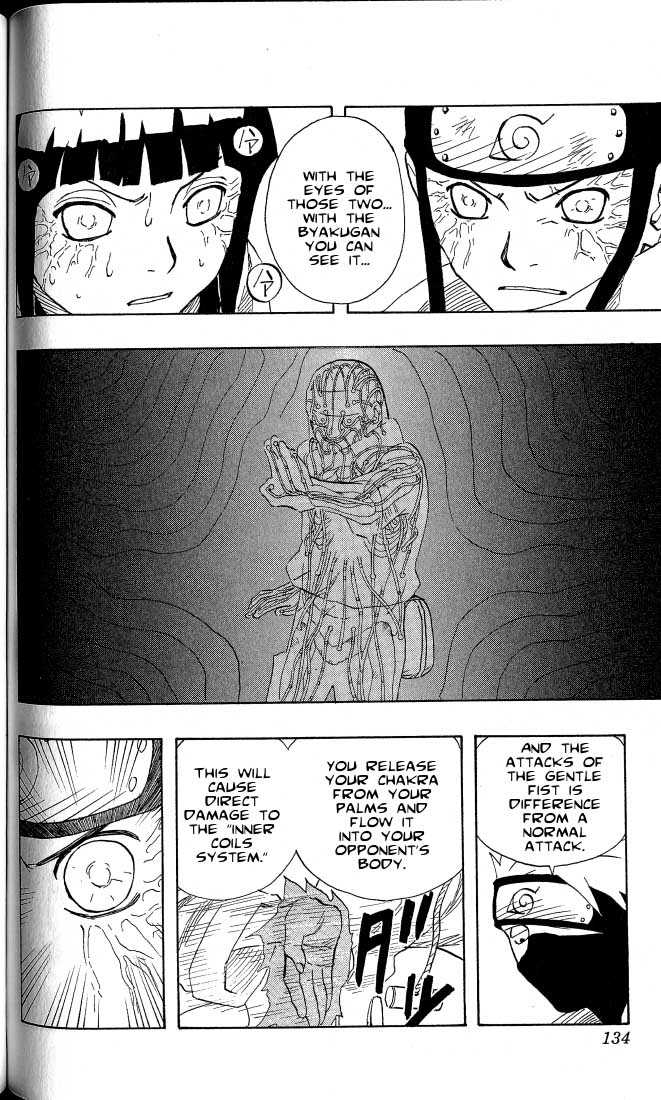 WITH THE
EYES OF
THOSE TWO...
WITH THE
BYAKUGAN
YOU CAN
SEE IT...
AND THE
ATTACKS OF
THE GENTLE
FIST IS
DIFFERENCE
FROM A
NORMAL
ATTACK.
YOU RELEASE
YOUR CHAKRA
FROM YOUR
PALMS AND
FLOW IT
INTO YOUR
OPPONENT'S
BODY.
THIS WILL
CAUSE
DIRECT
DAMAGE TO
THE "INNER
COILS
SYSTEM."
134